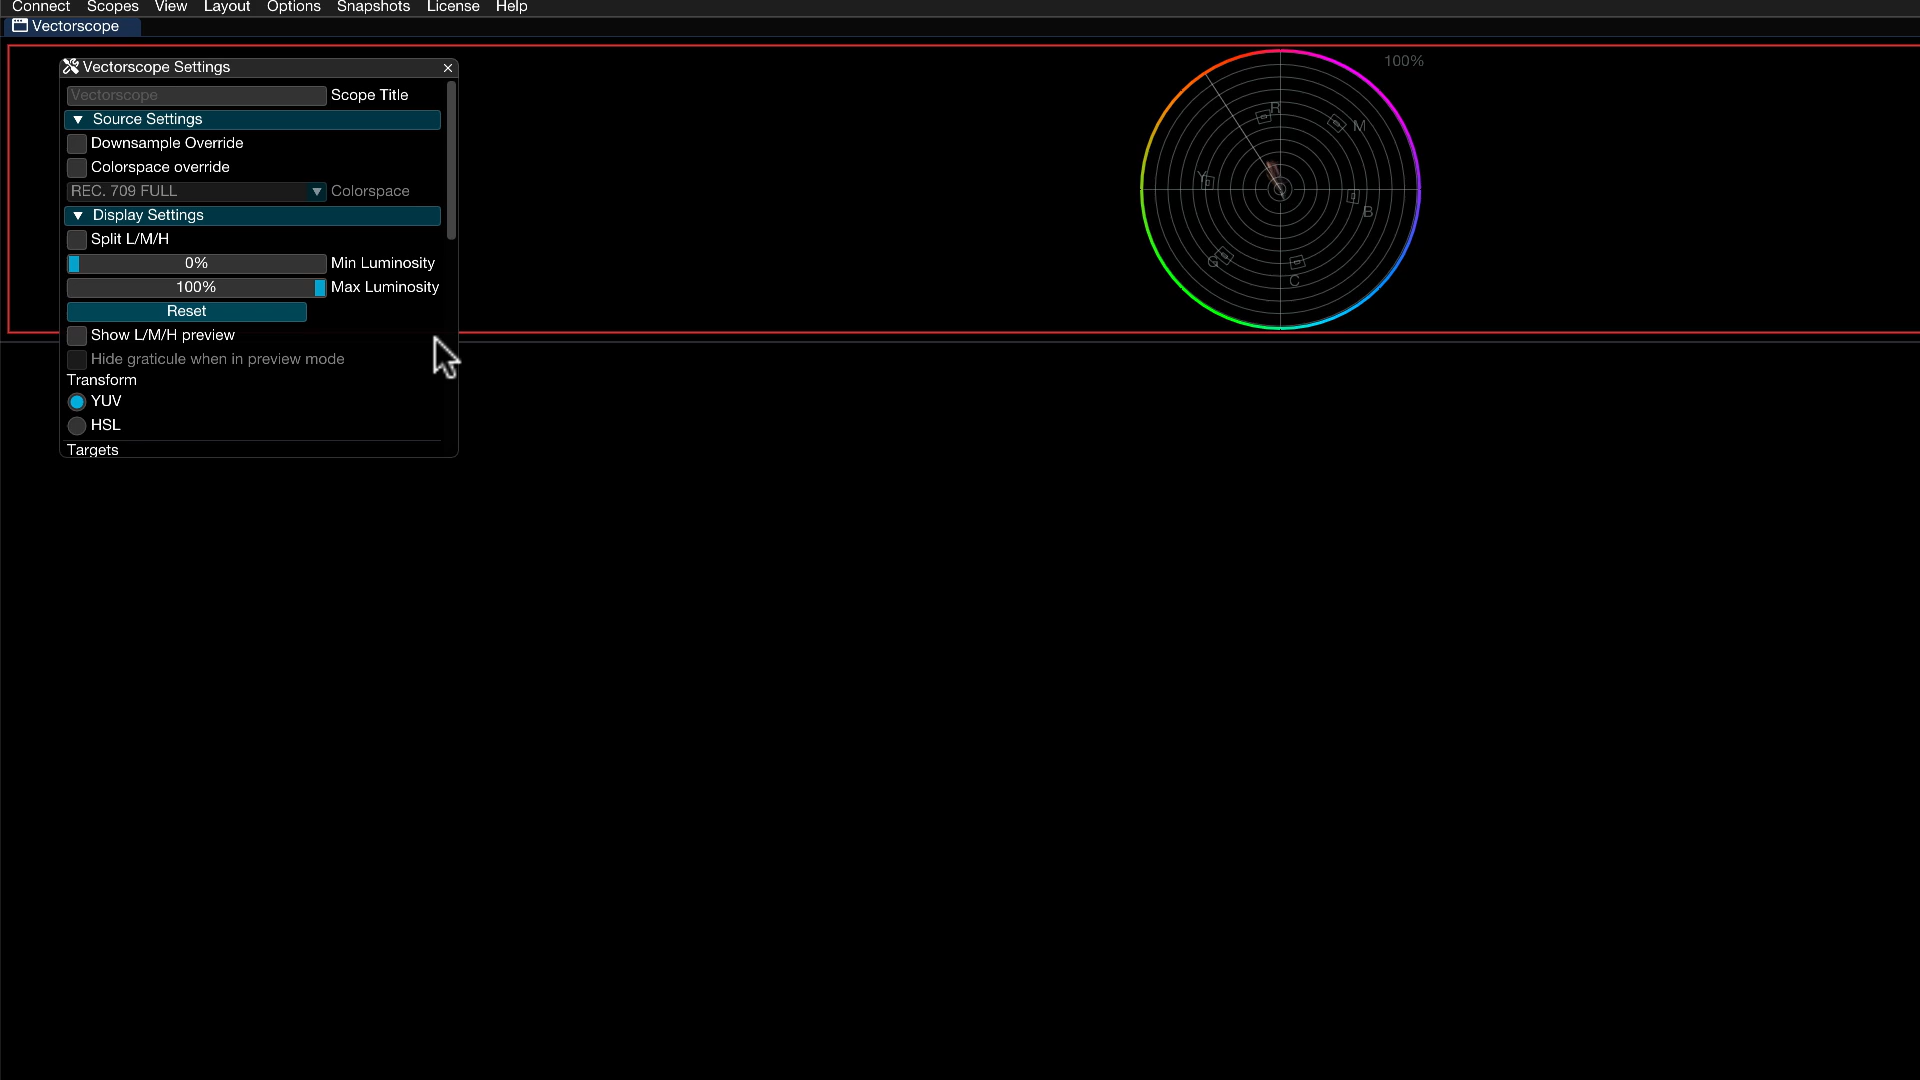 Connect Scopes View Layout Options Snapshots License Help
Vectorscope
Vectorscope Settings
100%
Vectorscope Scope Title
Source Settings
Downsample Override
Colorspace override
REC. 709 FULL Colorspace
Display Settings
Split L/M/H
0% Min Luminosity
100% Max Luminosity
Reset
Show L/M/H preview
Hide graticule when in preview mode
Transform
YUV
HSL
Targets
R
M
Y
B
G
C